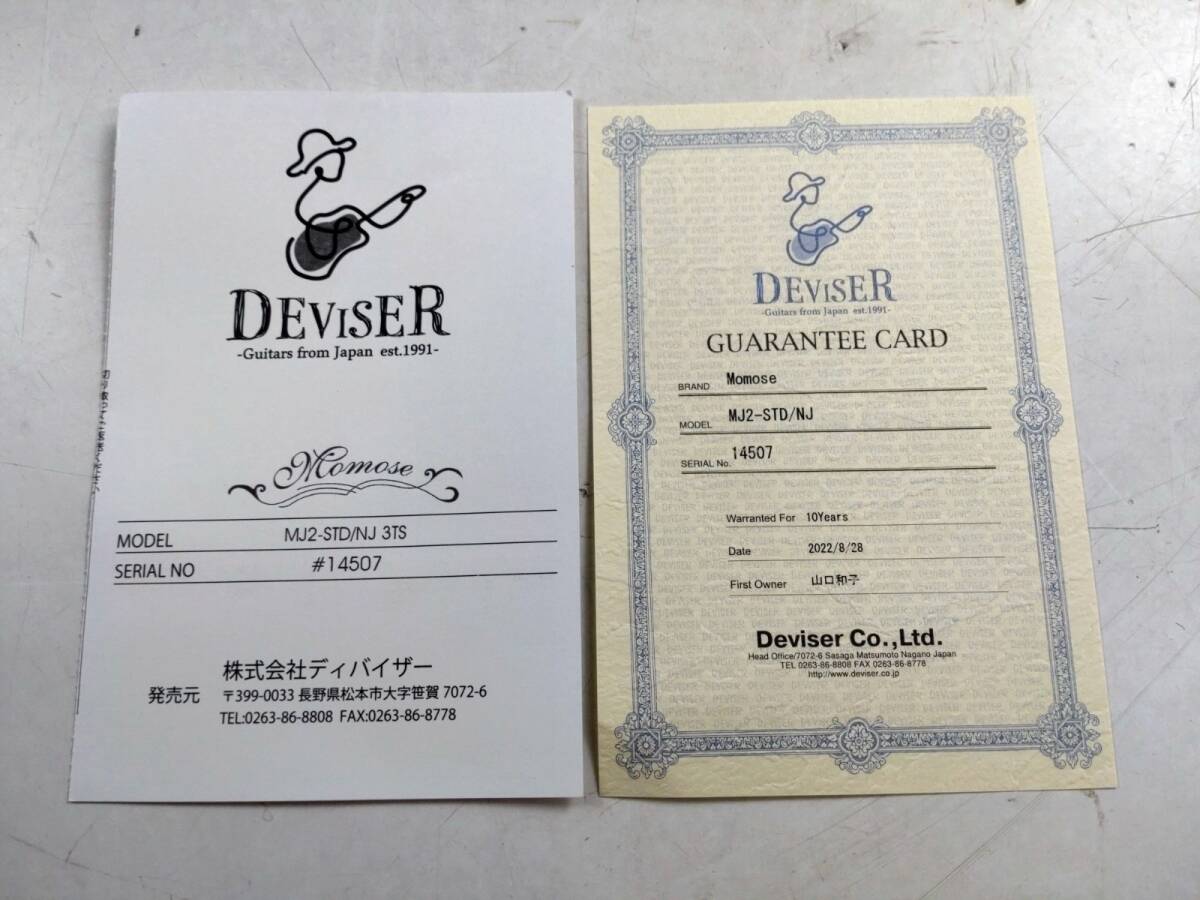 DEVISER
-Guitars from Japan est.1991-
Momose
MODEL MJ2-STD/NJ 3TS
SERIAL NO #14507
株式会社ディバイザー
発売元 〒399-0033 長野県松本市大字笹賀 7072-6
TEL:0263-86-8808 FAX:0263-86-8778
DEVISER
-Guitars from Japan est.1991-
GUARANTEE CARD
BRAND Momose
MODEL MJ2-STD/NJ
SERIAL No. 14507
Warranted For 10Years
Date 2022/8/28
First Owner 山口和子
Deviser Co.,Ltd.
Head Office/7072-6 Sasaga Matsumoto Nagano Japan
TEL 0263-86-8808 FAX 0263-86-8778
http://www.deviser.co.jp